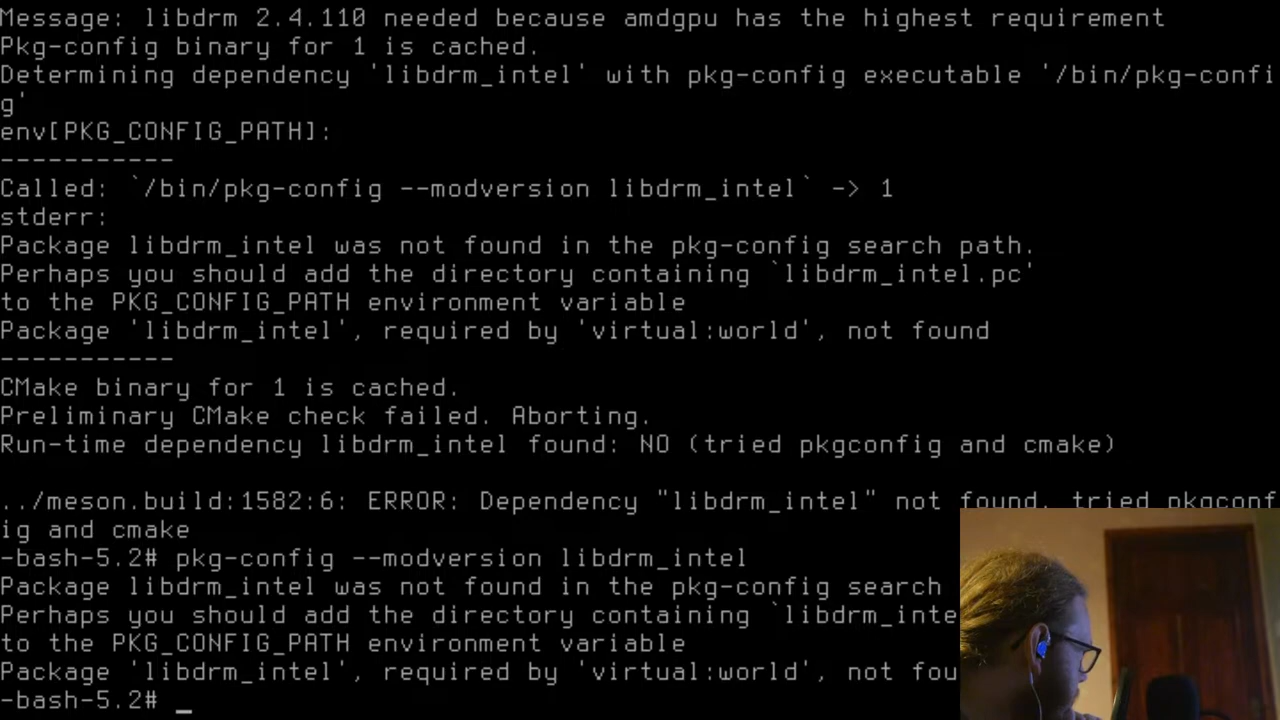 Message: libdrm 2.4.110 needed because amdgpu has the highest requirement
Pkg-config binary for 1 is cached.
Determining dependency 'libdrm_intel' with pkg-config executable '/bin/pkg-confi
g'
env[PKG_CONFIG_PATH]:
-----------
Called: `/bin/pkg-config --modversion libdrm_intel` -> 1
stderr:
Package libdrm_intel was not found in the pkg-config search path.
Perhaps you should add the directory containing `libdrm_intel.pc'
to the PKG_CONFIG_PATH environment variable
Package 'libdrm_intel', required by 'virtual:world', not found
-----------
CMake binary for 1 is cached.
Preliminary CMake check failed. Aborting.
Run-time dependency libdrm_intel found: NO (tried pkgconfig and cmake)
../meson.build:1582:6: ERROR: Dependency "libdrm_intel" not found, tried pkgconf
ig and cmake
-bash-5.2# pkg-config --modversion libdrm_intel
Package libdrm_intel was not found in the pkg-config search
Perhaps you should add the directory containing `libdrm_inte
to the PKG_CONFIG_PATH environment variable
Package 'libdrm_intel', required by 'virtual:world', not fou
-bash-5.2# _